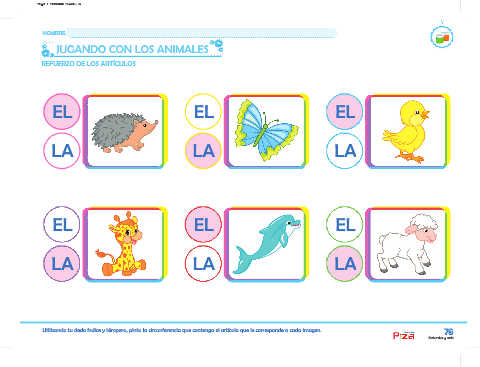 NOMBRE:
JUGANDO CON LOS ANIMALES
REFUERZO DE LOS ARTÍCULOS
EL
LA
EL
LA
EL
LA
EL
LA
EL
LA
EL
LA
Utilizando tu dedo índice y témpera, pinta la circunferencia que contenga el artículo que le corresponde a cada imagen.
76